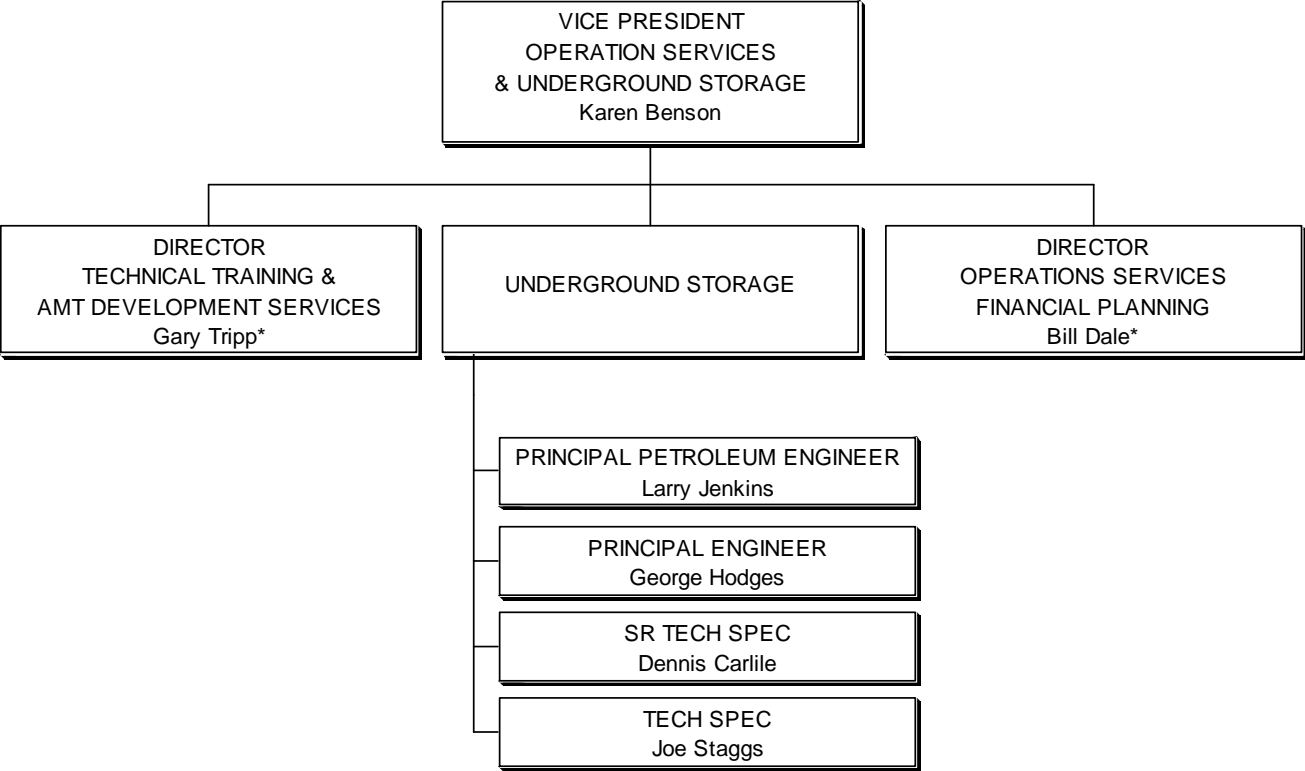 VICE PRESIDENT
OPERATION SERVICES
& UNDERGROUND STORAGE
Karen Benson
DIRECTOR
TECHNICAL TRAINING &
AMT DEVELOPMENT SERVICES
Gary Tripp*
UNDERGROUND STORAGE
DIRECTOR
OPERATIONS SERVICES
FINANCIAL PLANNING
Bill Dale*
PRINCIPAL PETROLEUM ENGINEER
Larry Jenkins
PRINCIPAL ENGINEER
George Hodges
SR TECH SPEC
Dennis Carlile
TECH SPEC
Joe Staggs